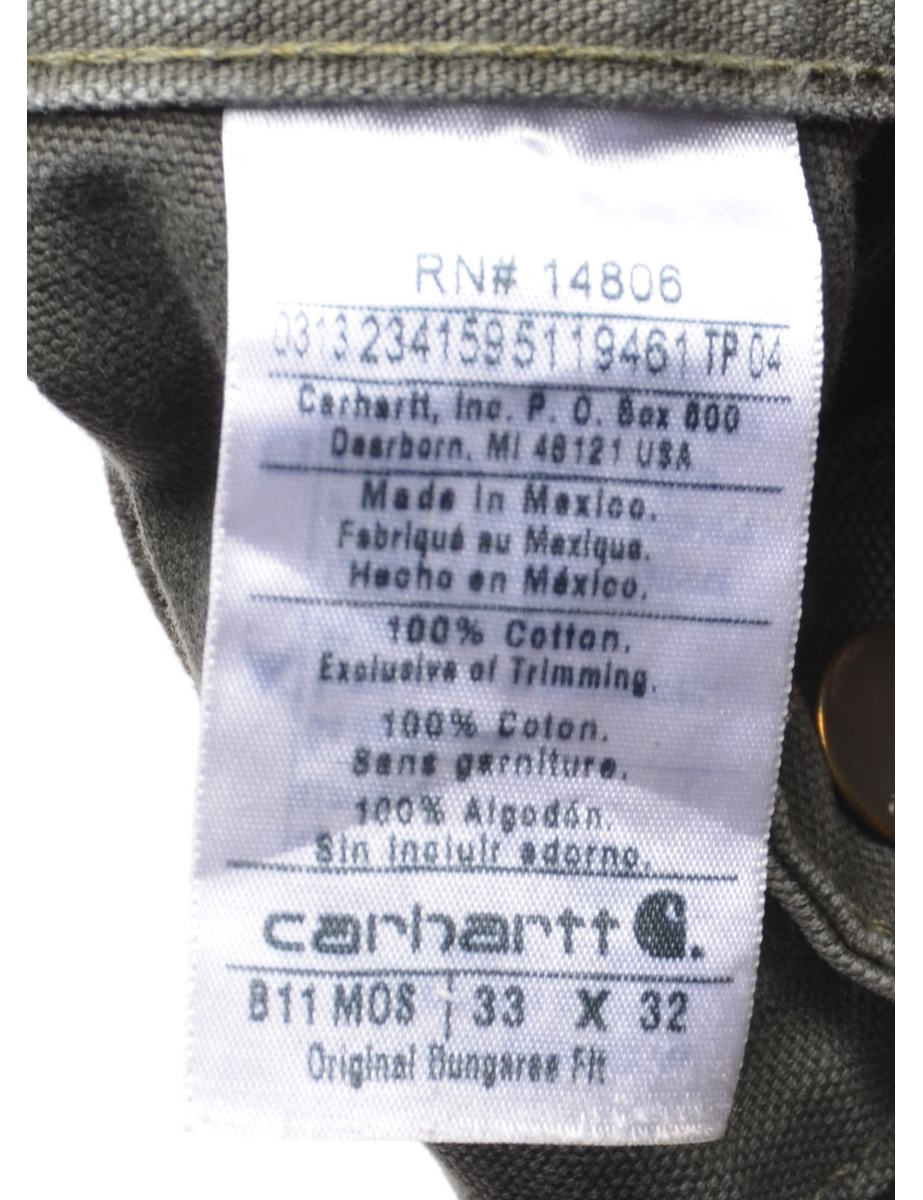 RN# 14806
0313234159511946 1 TP 04
Carhartt, Inc. P. O. Box 600
Dearborn, MI 48121 USA
Made in Mexico.
Fabriqué au Mexique.
Hecho en México.
100% Cotton.
Exclusive of Trimming.
100% Coton.
Sans garniture.
100% Algodón.
Sin incluir adorno.
carhartt
B11 MOS 33 X 32
Original Dungaree Fit